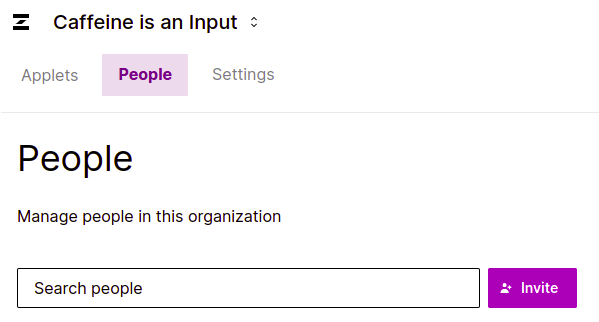 Caffeine is an Input
Applets People Settings
People
Manage people in this organization
Search people Invite